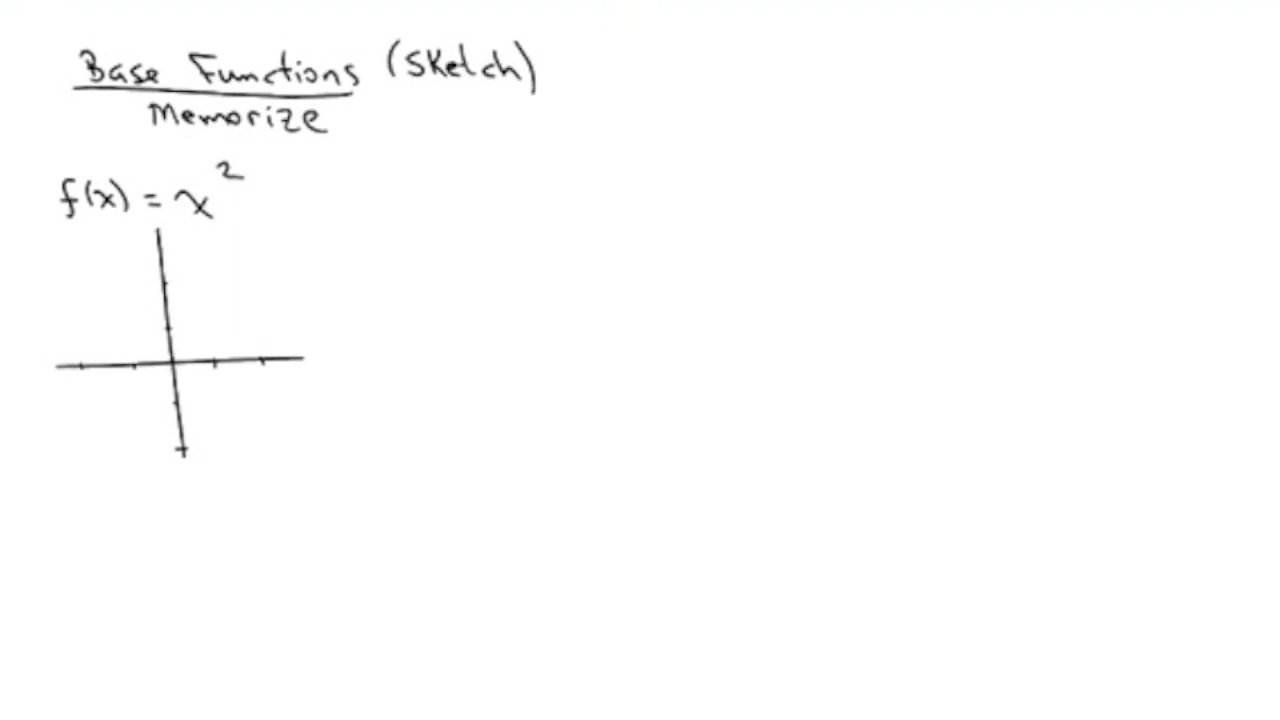 Base Functions (Sketch)
Memorize
f(x) = x²